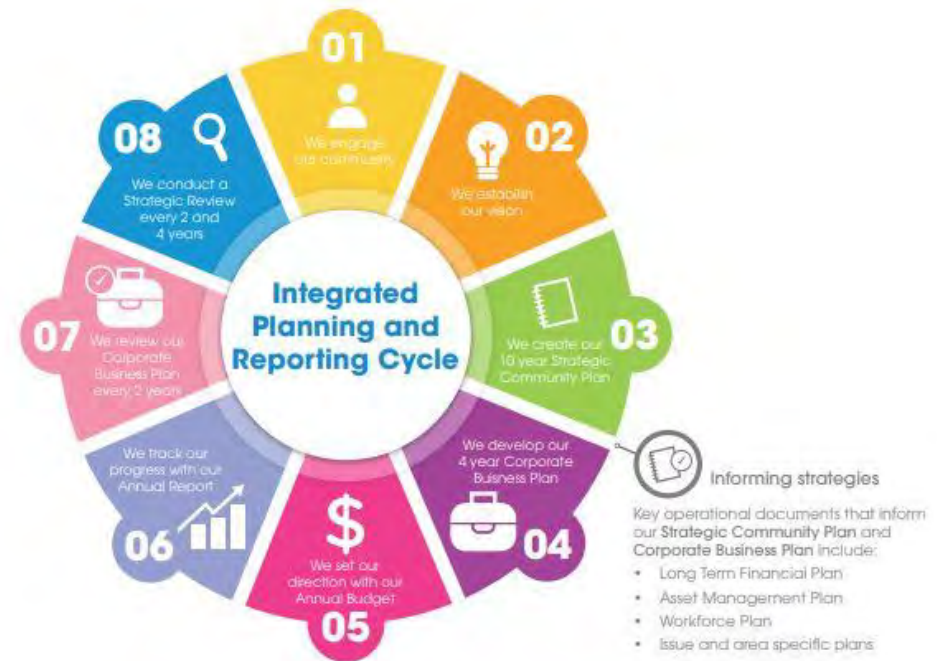 01
We engage
our community
02
We establish
our vision
03
We create our
10 year Strategic
Community Plan
We develop our
4 year Corporate
Buisness Plan
04
We set our
direction with our
Annual Budget
05
We track our
progress with our
Annual Report
06
07
We review our
Corporate
Business Plan
every 2 years
08
We conduct a
Strategic Review
every 2 and
4 years
Integrated
Planning and
Reporting Cycle
Informing strategies
Key operational documents that inform
our Strategic Community Plan and
Corporate Business Plan include:
• Long Term Financial Plan
• Asset Management Plan
• Workforce Plan
• Issue and area specific plans